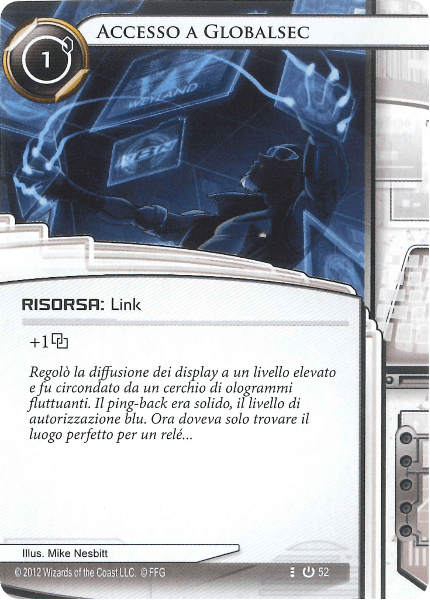 Accesso a Globalsec
1
WEYLAND
RISORSA: Link
+1
Regolò la diffusione dei display a un livello elevato
e fu circondato da un cerchio di ologrammi
fluttuanti. Il ping-back era solido, il livello di
autorizzazione blu. Ora doveva solo trovare il
luogo perfetto per un relé...
Illus. Mike Nesbitt
© 2012 Wizards of the Coast LLC. © FFG
52